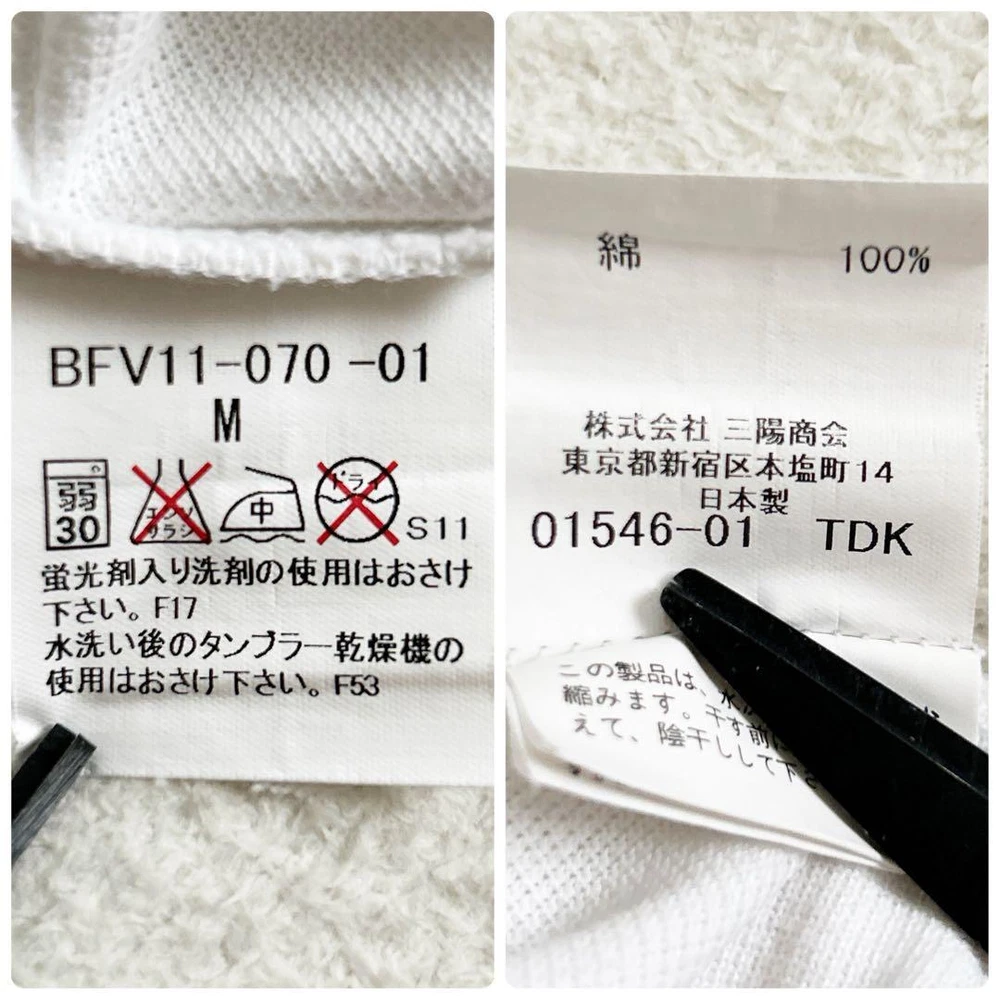 BFV11-070-01
M
弱
30
エンソ
サラシ
中
ドライ
S11
蛍光剤入り洗剤の使用はおさけ
下さい。F17
水洗い後のタンブラー乾燥機の
使用はおさけ下さい。F53
綿 100%
株式会社 三陽商会
東京都新宿区本塩町14
日本製
01546-01 TDK
この製品は、水
縮みます。干す前に
えて、陰干しして下さ